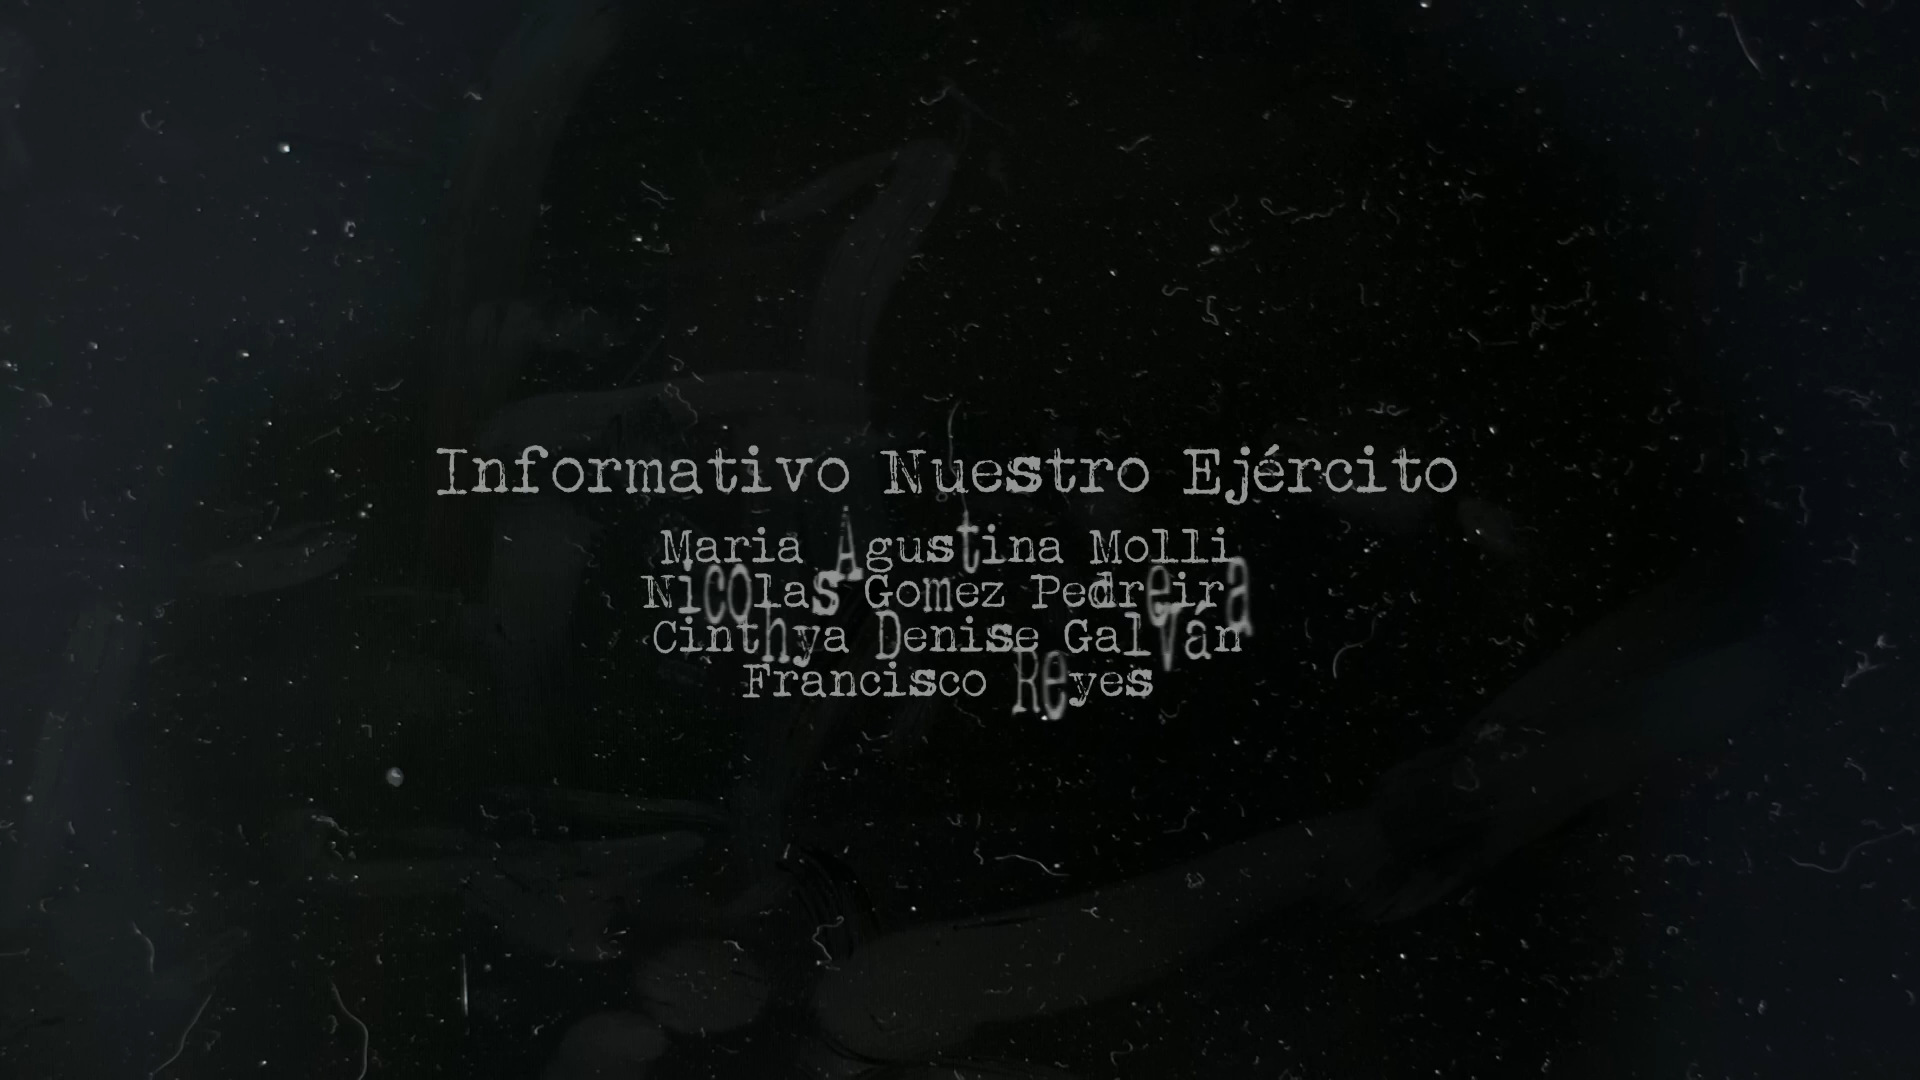 Informativo Nuestro Ejército
Maria Agustina Molli
Nicolas Gomez Pedreira
Cinthya Denise Galván
Francisco Reyes